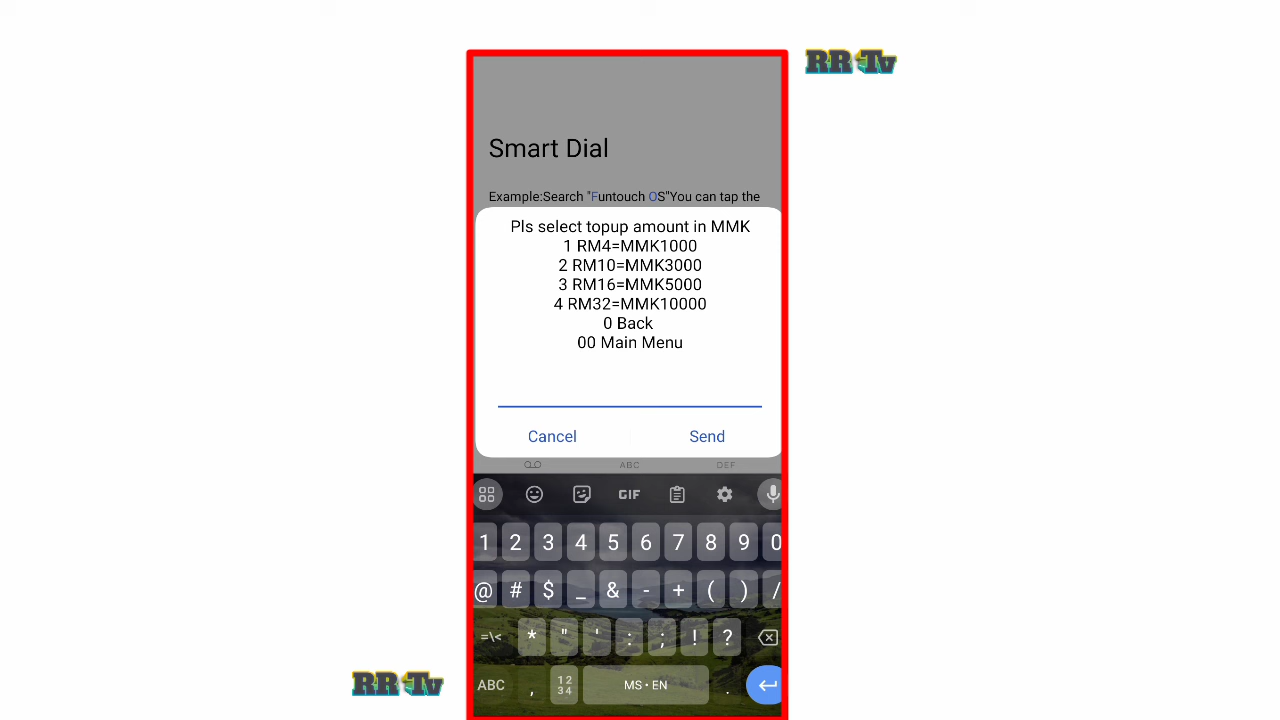 RR Tv
Smart Dial
Example:Search "Funtouch OS"You can tap the
Pls select topup amount in MMK
1 RM4=MMK1000
2 RM10=MMK3000
3 RM16=MMK5000
4 RM32=MMK10000
0 Back
00 Main Menu
Cancel Send
ABC DEF
GIF
1 2 3 4 5 6 7 8 9 0
@ # $ _ & - + ( ) /
=\< * " ' : ; ! ?
ABC , 12 34 MS • EN .
RR Tv